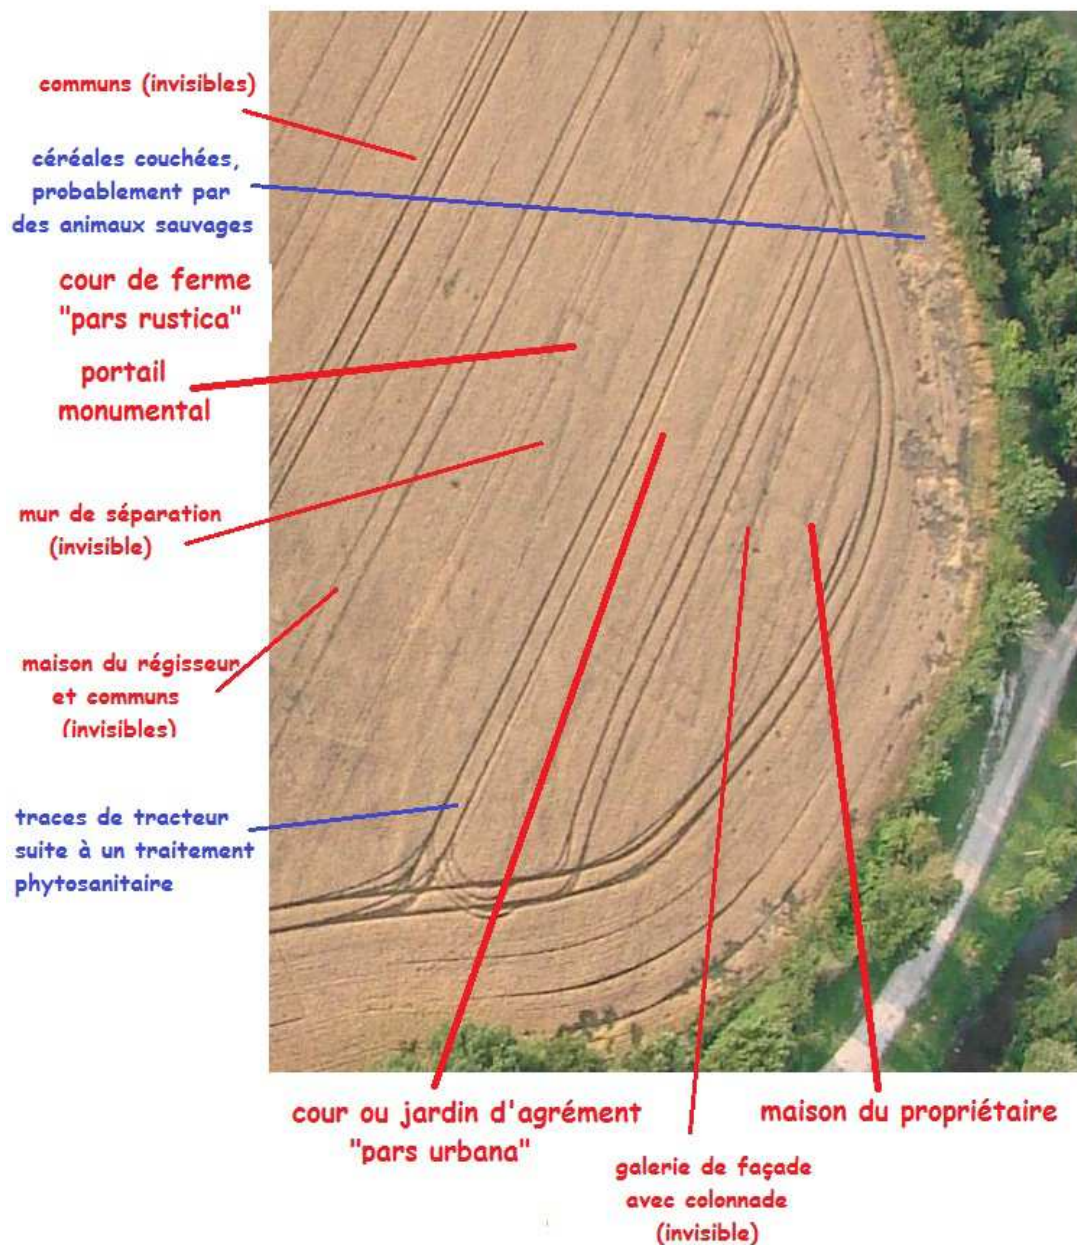 communs (invisibles)
céréales couchées,
probablement par
des animaux sauvages
cour de ferme
"pars rustica"
portail
monumental
mur de séparation
(invisible)
maison du régisseur
et communs
(invisibles)
traces de tracteur
suite à un traitement
phytosanitaire
cour ou jardin d'agrément
"pars urbana"
maison du propriétaire
galerie de façade
avec colonnade
(invisible)